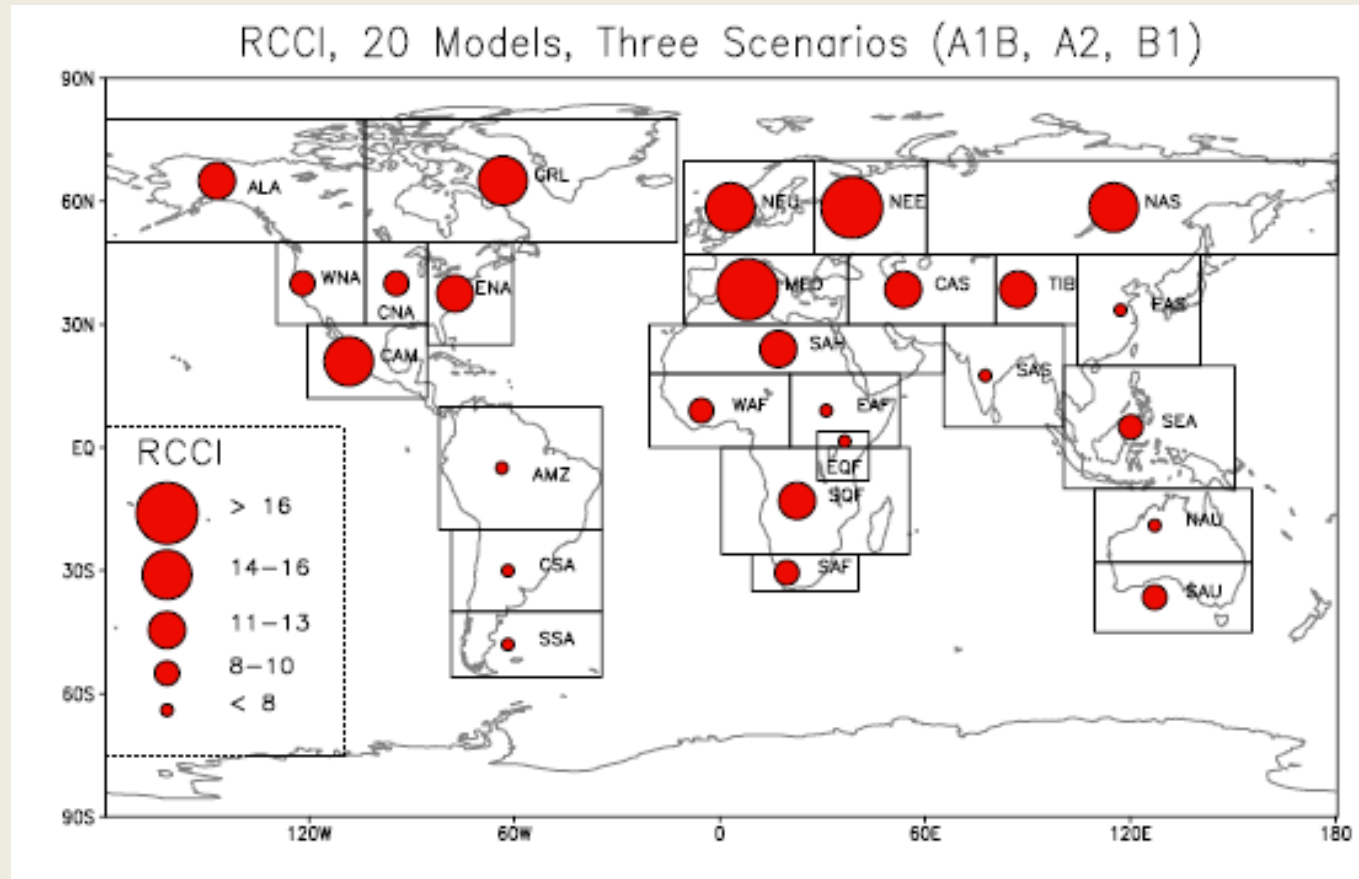 RCCI, 20 Models, Three Scenarios (A1B, A2, B1)
90N
60N
30N
EQ
30S
60S
90S
ALA
GRL
NEU
NEE
NAS
WNA
CNA
ENA
MED
CAS
TIB
EAS
CAM
SAH
SAS
WAF
EAF
SEA
AMZ
EQF
SQF
NAU
CSA
SAF
SAU
SSA
RCCI
> 16
14-16
11-13
8-10
< 8
120W
60W
0
60E
120E
180